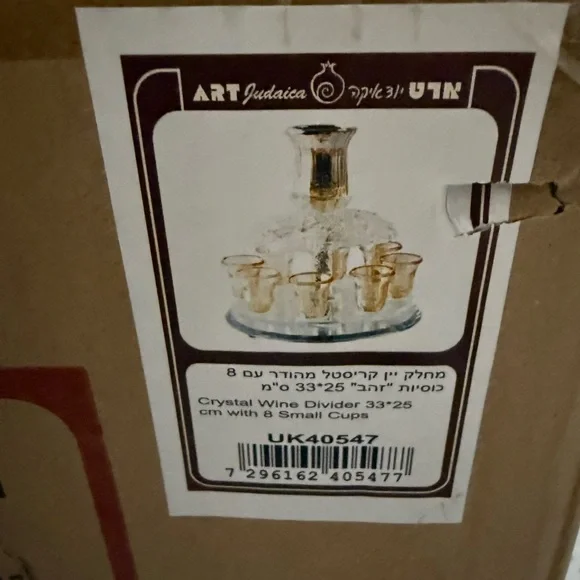 ART Judaica ארט יודאיקה
מחלק יין קריסטל מהודר עם 8
כוסיות "זהב" 33*25 ס"מ
Crystal Wine Divider 33*25
cm with 8 Small Cups
UK40547
7 296162 405477